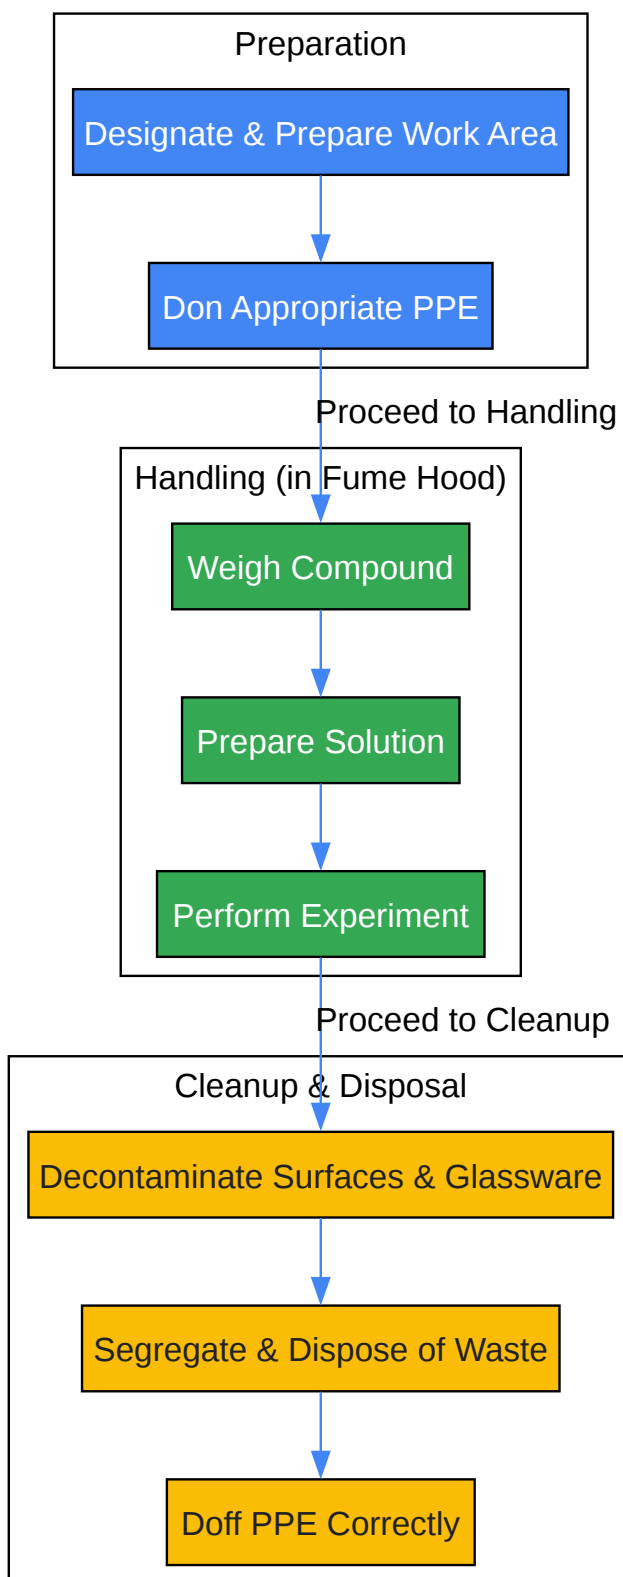 Preparation
Designate & Prepare Work Area
Don Appropriate PPE
Proceed to Handling
Handling (in Fume Hood)
Weigh Compound
Prepare Solution
Perform Experiment
Proceed to Cleanup
Cleanup & Disposal
Decontaminate Surfaces & Glassware
Segregate & Dispose of Waste
Doff PPE Correctly